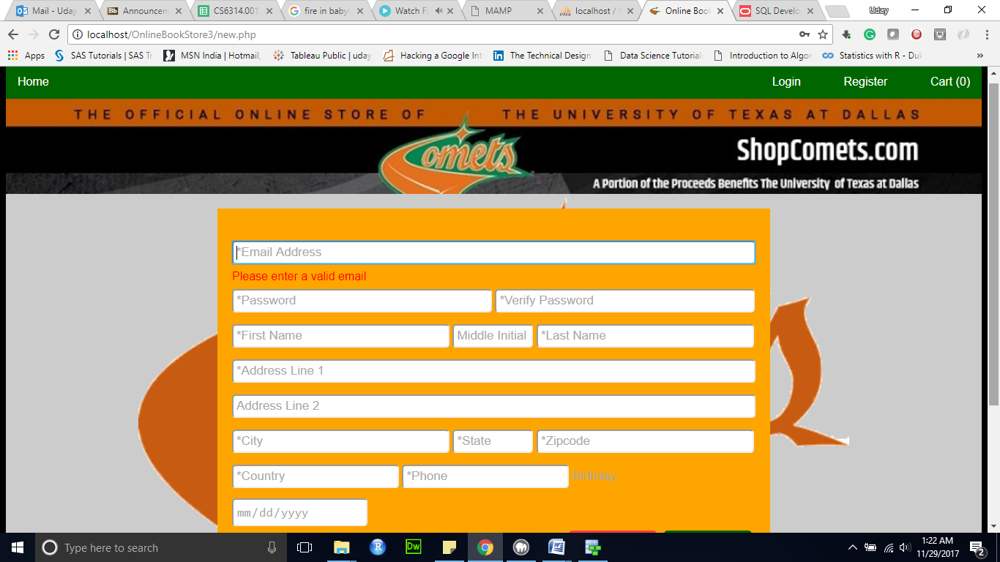 Mail - Uday
Announcem
CS6314.001
fire in babyl
Watch Fi
MAMP
localhost /
Online Boo
SQL Develo
Uday
localhost/OnlineBookStore3/new.php
Apps
SAS Tutorials | SAS Tr
MSN India | Hotmail,
Tableau Public | uday
Hacking a Google Int
The Technical Design
Data Science Tutorial
Introduction to Algor
Statistics with R - Duk
»
Home
Login
Register
Cart (0)
THE OFFICIAL ONLINE STORE OF THE UNIVERSITY OF TEXAS AT DALLAS
Comets
ShopComets.com
A Portion of the Proceeds Benefits The University of Texas at Dallas
*Email Address
Please enter a valid email
*Password
*Verify Password
*First Name
Middle Initial
*Last Name
*Address Line 1
Address Line 2
*City
*State
*Zipcode
*Country
*Phone
Birthday
mm/dd/yyyy
Type here to search
1:22 AM
11/29/2017
2